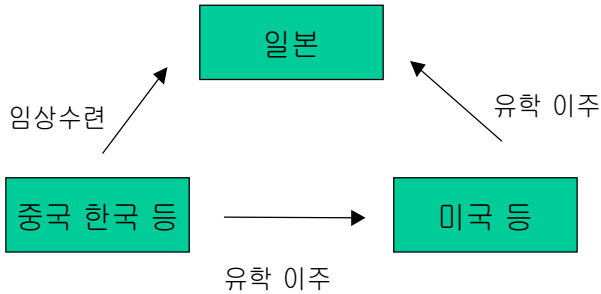 일본
임상수련
유학 이주
중국 한국 등
미국 등
유학 이주